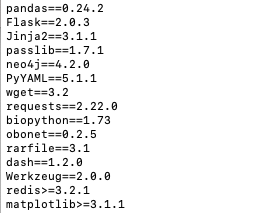 pandas==0.24.2
Flask==2.0.3
Jinja2==3.1.1
passlib==1.7.1
neo4j==4.2.0
PyYAML==5.1.1
wget==3.2
requests==2.22.0
biopython==1.73
obonet==0.2.5
rarfile==3.1
dash==1.2.0
Werkzeug==2.0.0
redis>=3.2.1
matplotlib>=3.1.1